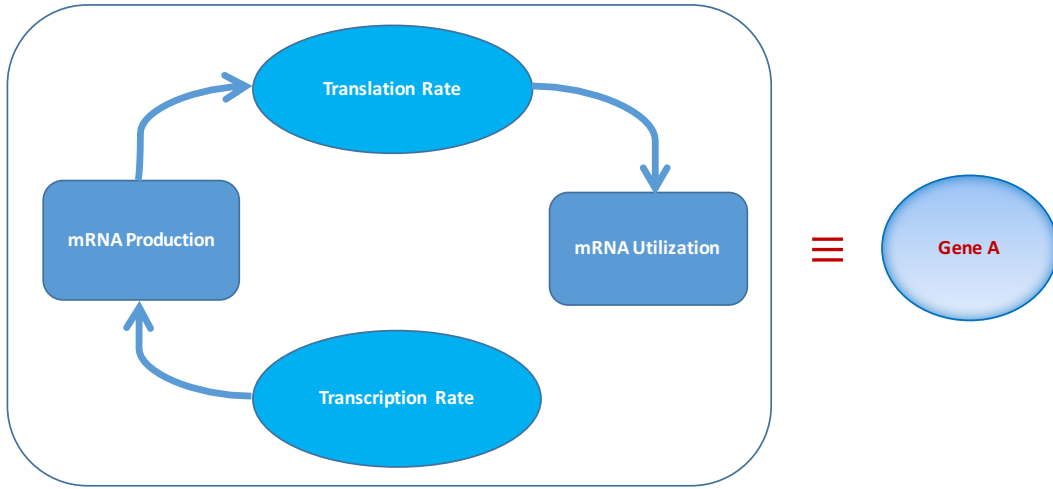 Translation Rate
mRNA Production
mRNA Utilization
≡
Gene A
Transcription Rate